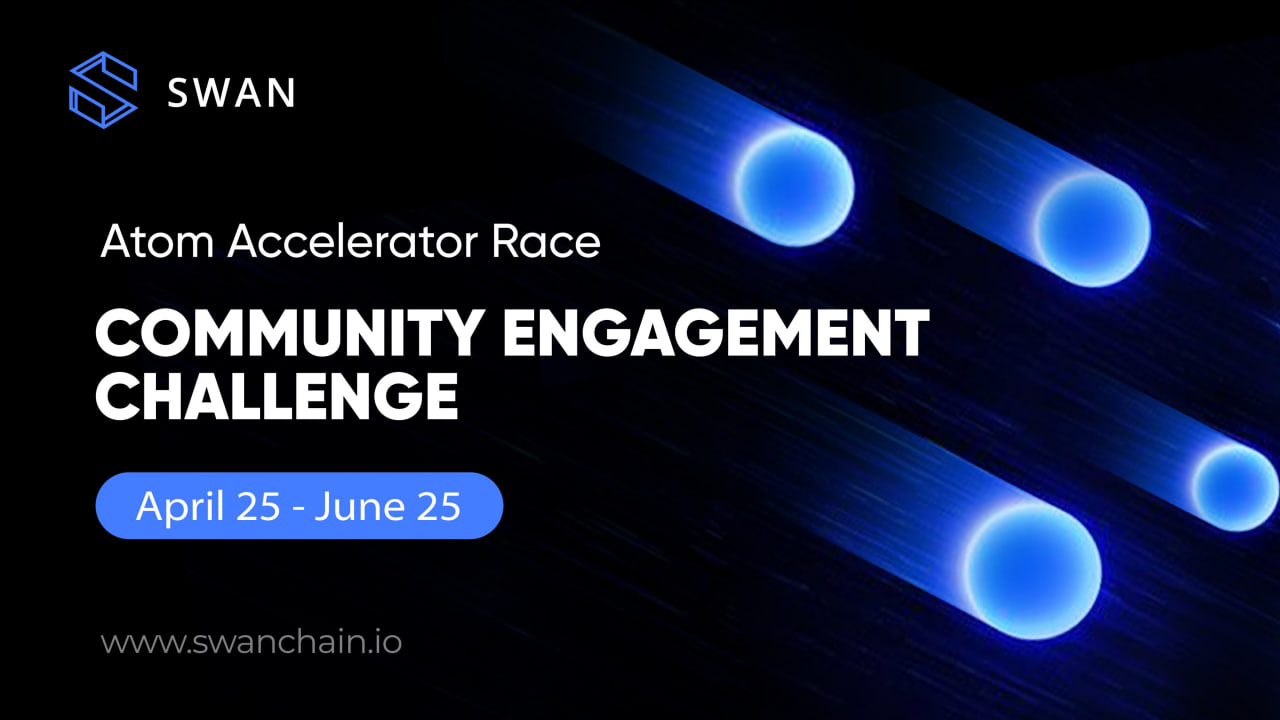 SWAN
Atom Accelerator Race
COMMUNITY ENGAGEMENT
CHALLENGE
April 25 - June 25
www.swanchain.io